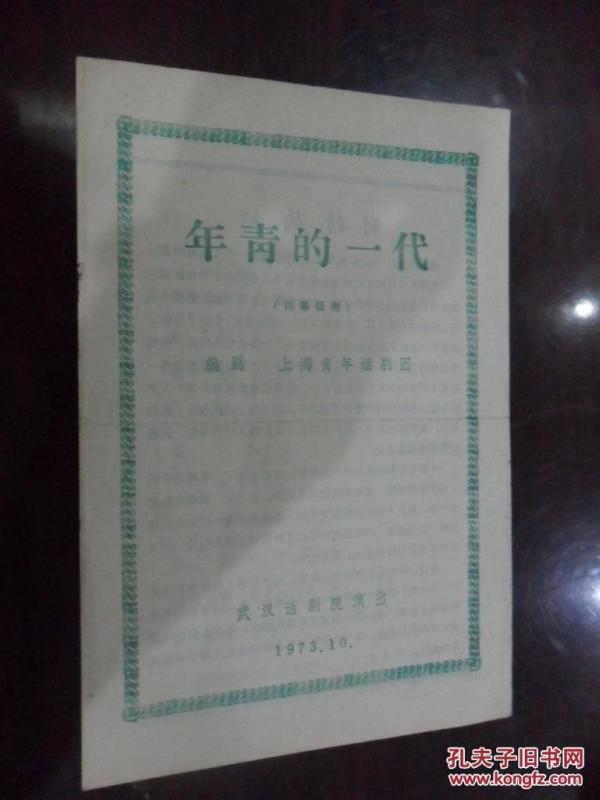 年青的一代
（四幕话剧）
编剧 上海青年话剧团
武汉话剧院演出
1973.10.
孔夫子旧书网
www.kongfz.com